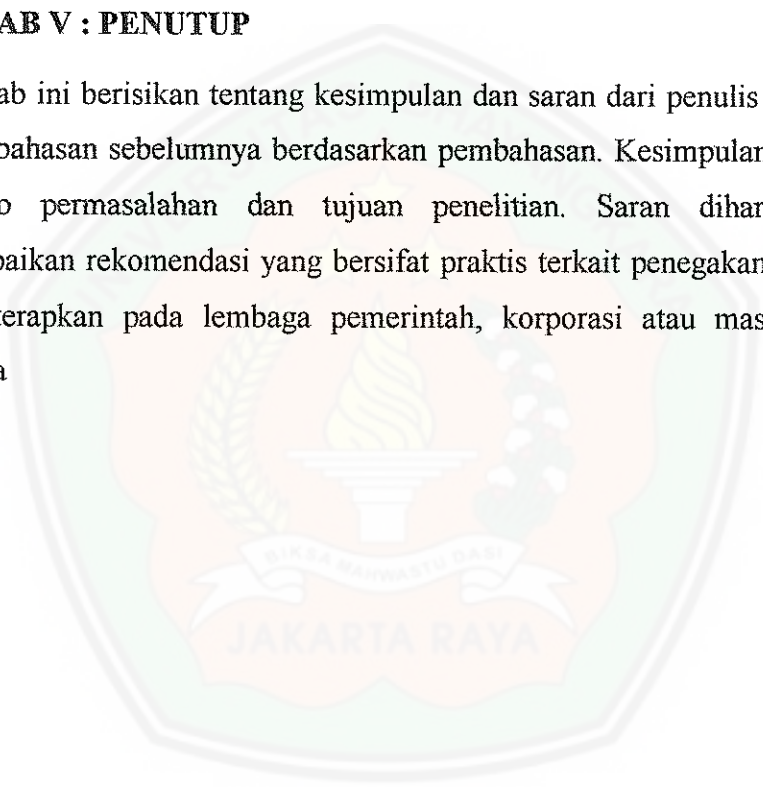 AB V : PENUTUP
ab ini berisikan tentang kesimpulan dan saran dari penulis
bahasan sebelumnya berdasarkan pembahasan. Kesimpulan
permasalahan dan tujuan penelitian. Saran dihar
paikan rekomendasi yang bersifat praktis terkait penegakan
terapkan pada lembaga pemerintah, korporasi atau mas
a
BIKSA MAHWASTU DASI
JAKARTA RAYA